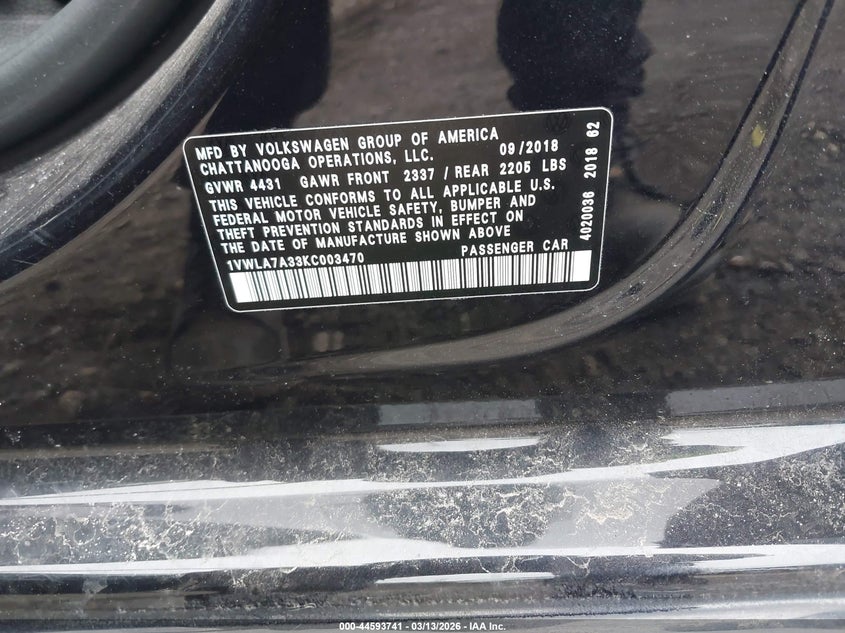 MFD BY VOLKSWAGEN GROUP OF AMERICA
CHATTANOOGA OPERATIONS, LLC. 09/2018
GVWR 4431 GAWR FRONT 2337 / REAR 2205 LBS
THIS VEHICLE CONFORMS TO ALL APPLICABLE U.S.
FEDERAL MOTOR VEHICLE SAFETY, BUMPER AND
THEFT PREVENTION STANDARDS IN EFFECT ON
THE DATE OF MANUFACTURE SHOWN ABOVE
1VWLA7A33KC003470 PASSENGER CAR
4020036 2018 62
000-44593741 - 03/13/2026 - IAA Inc.